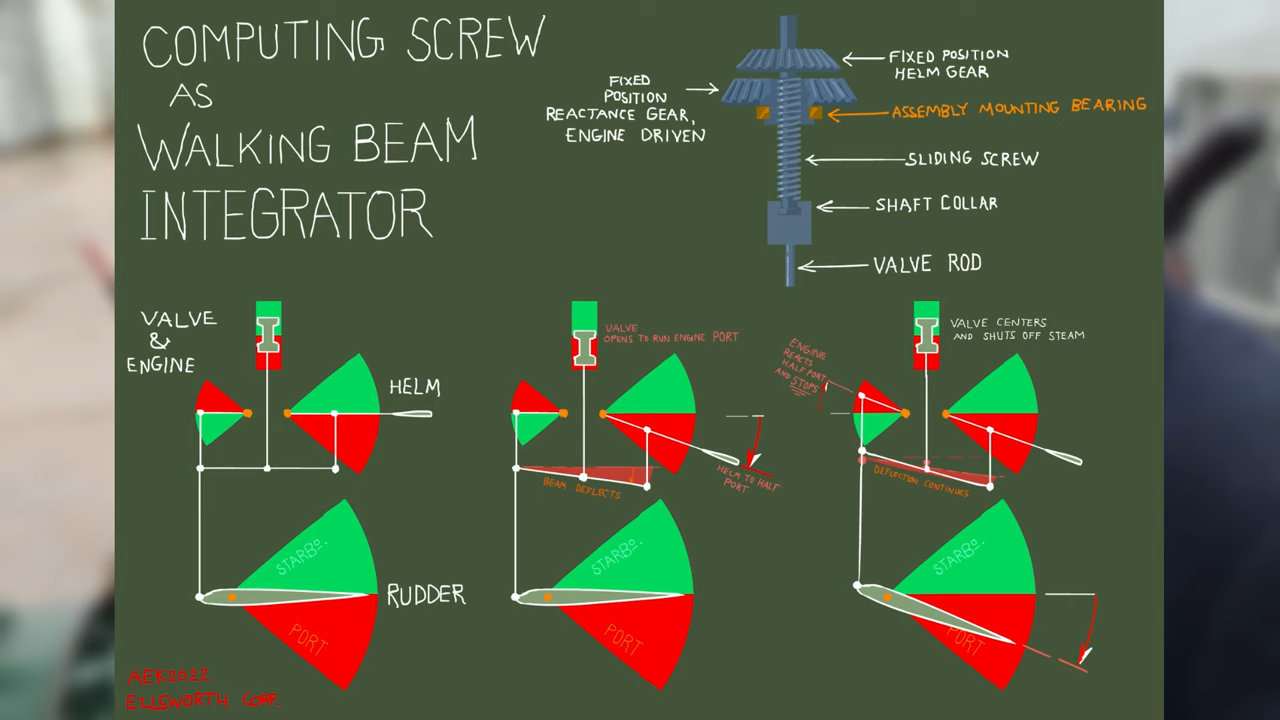 COMPUTING SCREW
AS
WALKING BEAM
INTEGRATOR
FIXED
POSITION
REACTANCE GEAR,
ENGINE DRIVEN
FIXED POSITION
HELM GEAR
ASSEMBLY MOUNTING BEARING
SLIDING SCREW
SHAFT COLLAR
VALVE ROD
VALVE
&
ENGINE
HELM
STARBO.
PORT
RUDDER
VALVE
OPENS TO RUN ENGINE PORT
BEAM DEFLECTS
HELM TO HALF
PORT
STARBO.
PORT
ENGINE
REACTS
HALF PORT
AND STOPS
VALVE CENTERS
AND SHUTS OFF STEAM
DEFLECTION CONTINUES
STARBO.
PORT
AEK2022
ELLSWORTH CORP.